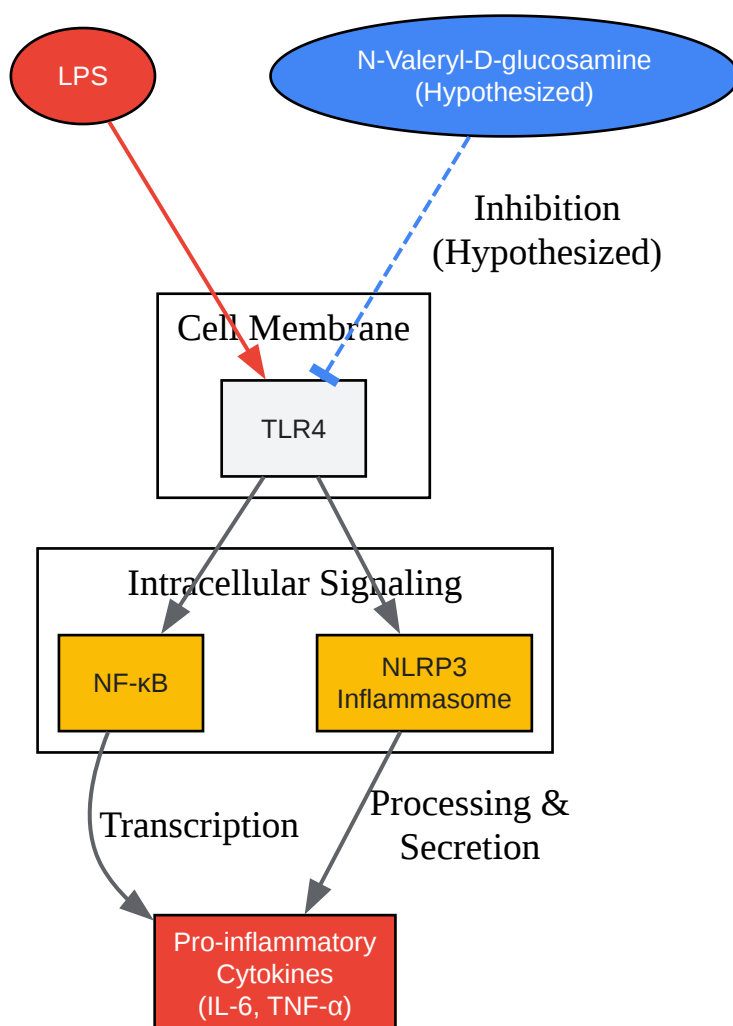 LPS
N-Valeryl-D-glucosamine
(Hypothesized)
Inhibition
(Hypothesized)
Cell Membrane
TLR4
Intracellular Signaling
NF-κB
NLRP3
Inflammasome
Transcription
Processing &
Secretion
Pro-inflammatory
Cytokines
(IL-6, TNF-α)